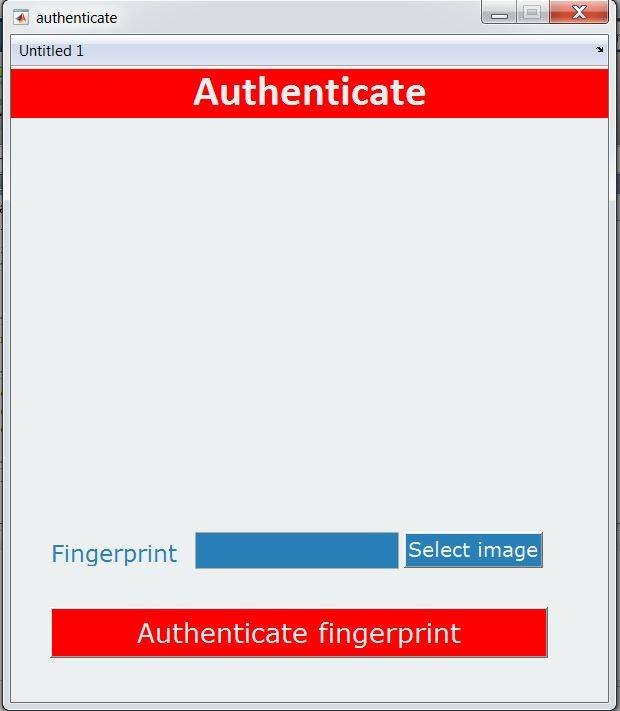 authenticate
Untitled 1
Authenticate
Fingerprint
Select image
Authenticate fingerprint